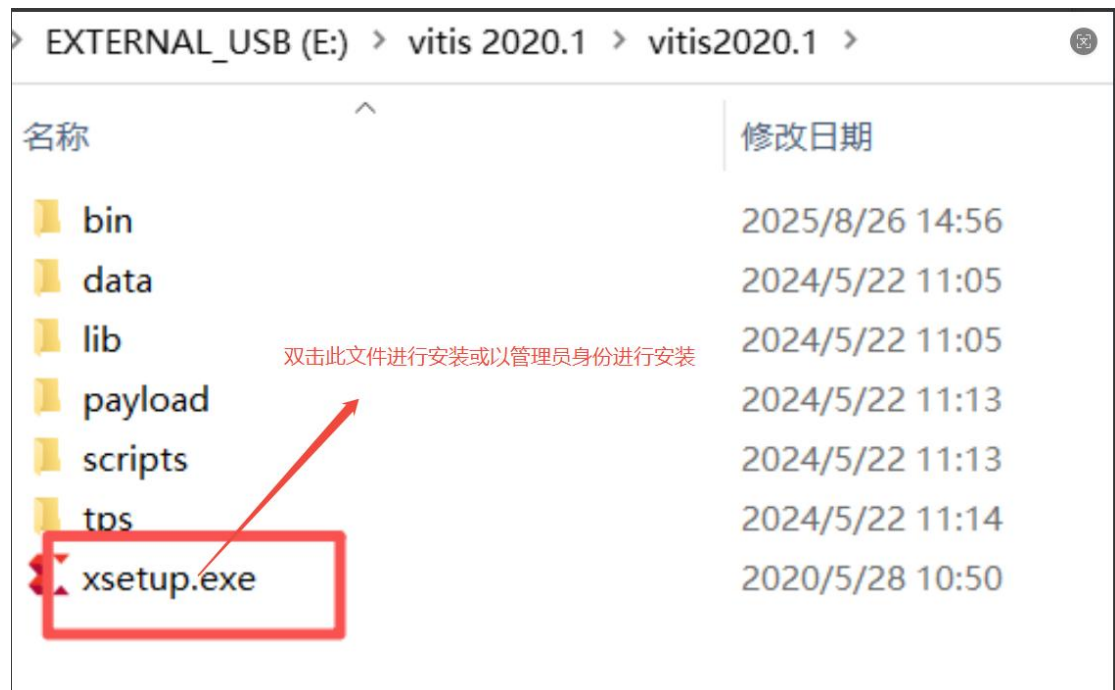 EXTERNAL_USB (E:) > vitis 2020.1 > vitis2020.1 >
名称 修改日期
bin 2025/8/26 14:56
data 2024/5/22 11:05
lib 2024/5/22 11:05
双击此文件进行安装或以管理员身份进行安装
payload 2024/5/22 11:13
scripts 2024/5/22 11:13
tps 2024/5/22 11:14
xsetup.exe 2020/5/28 10:50